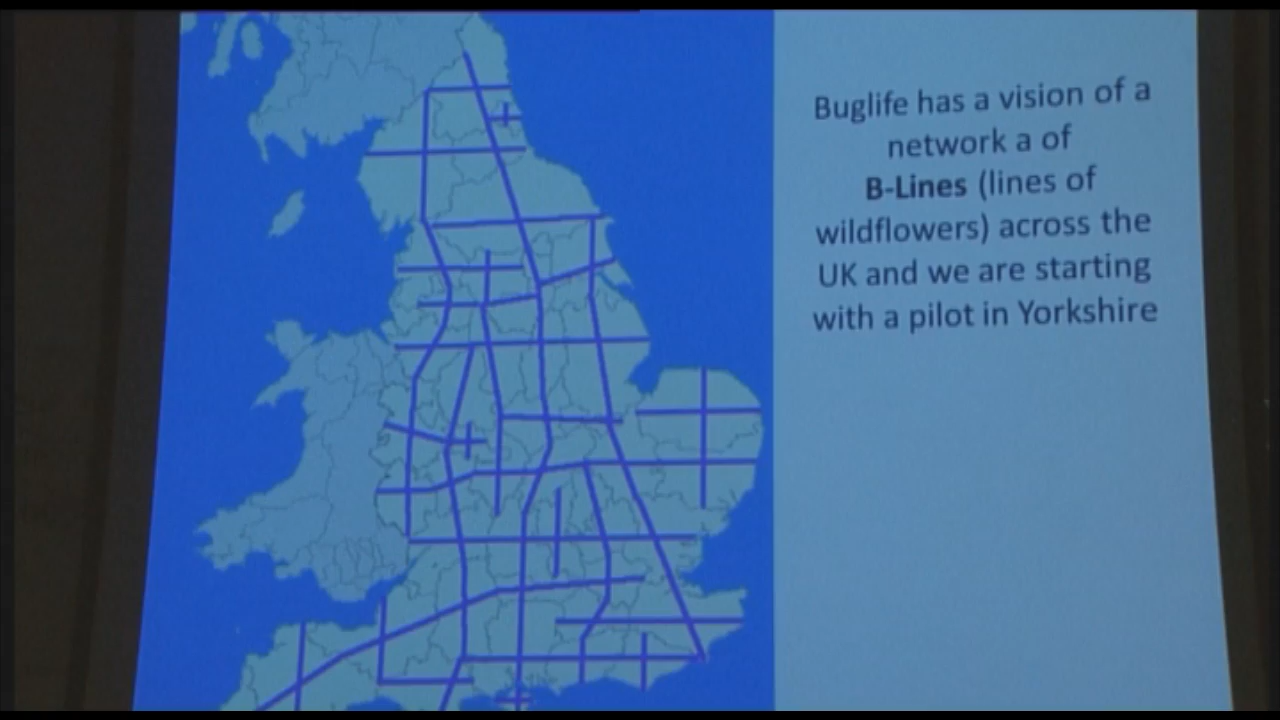 Buglife has a vision of a
network a of
B-Lines (lines of
wildflowers) across the
UK and we are starting
with a pilot in Yorkshire